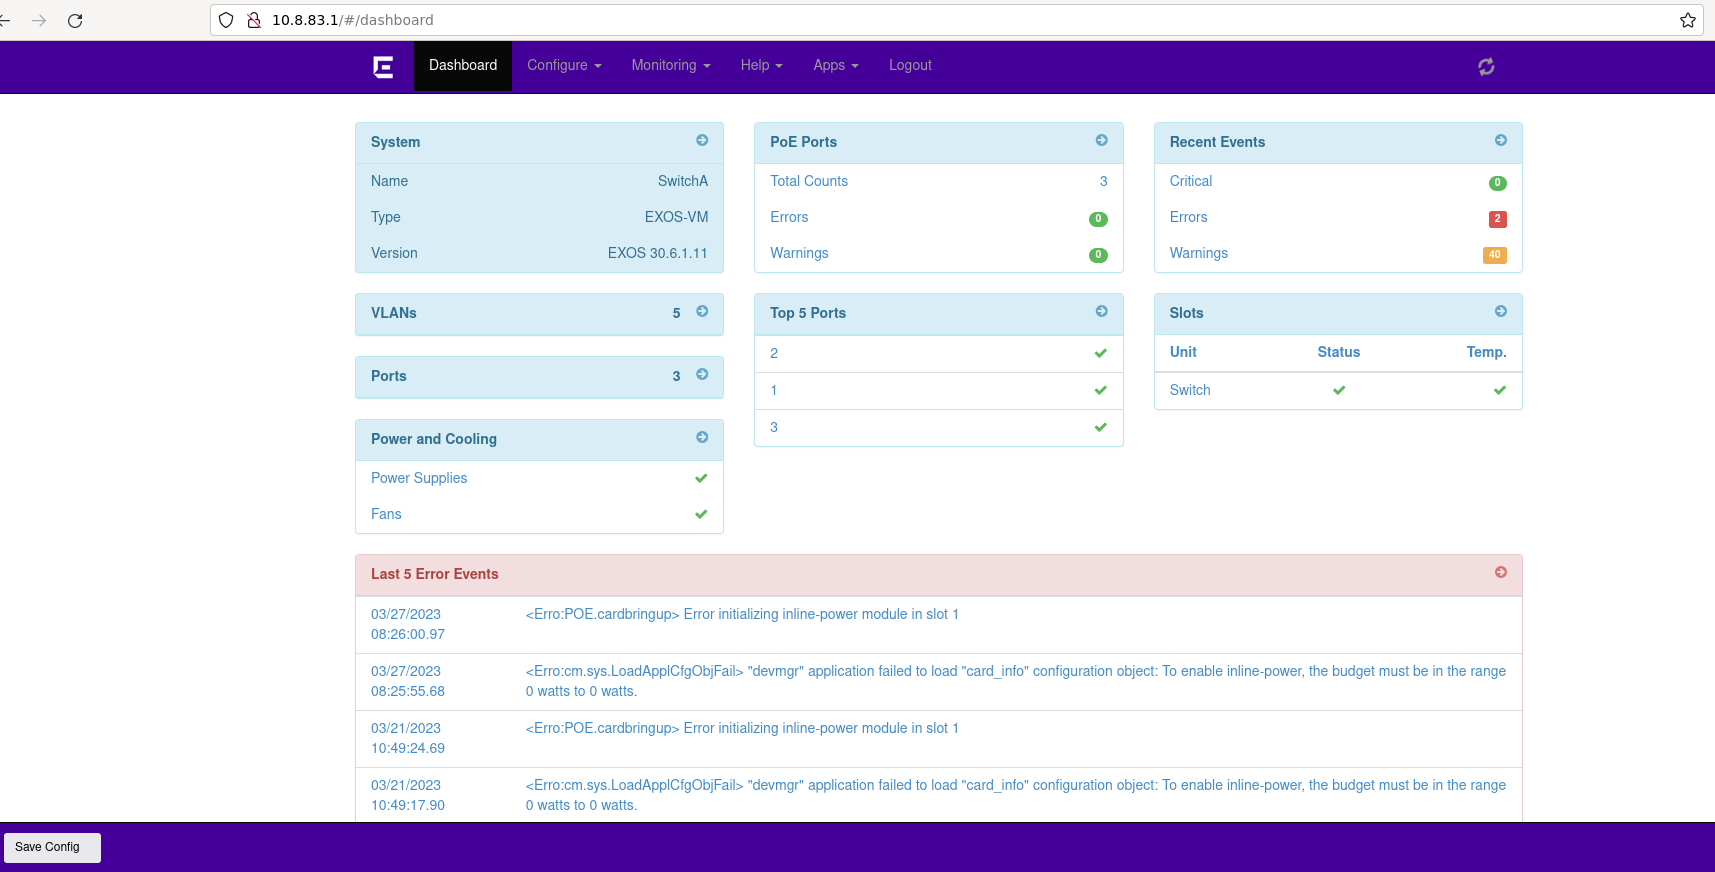 10.8.83.1/#/dashboard
Dashboard Configure Monitoring Help Apps Logout
System
Name SwitchA
Type EXOS-VM
Version EXOS 30.6.1.11
VLANs 5
Ports 3
Power and Cooling
Power Supplies
Fans
PoE Ports
Total Counts 3
Errors 0
Warnings 0
Top 5 Ports
2
1
3
Recent Events
Critical 0
Errors 2
Warnings 40
Slots
Unit Status Temp.
Switch
Last 5 Error Events
03/27/2023 <Erro:POE.cardbringup> Error initializing inline-power module in slot 1
08:26:00.97
03/27/2023 <Erro:cm.sys.LoadApplCfgObjFail> "devmgr" application failed to load "card_info" configuration object: To enable inline-power, the budget must be in the range
08:25:55.68 0 watts to 0 watts.
03/21/2023 <Erro:POE.cardbringup> Error initializing inline-power module in slot 1
10:49:24.69
03/21/2023 <Erro:cm.sys.LoadApplCfgObjFail> "devmgr" application failed to load "card_info" configuration object: To enable inline-power, the budget must be in the range
10:49:17.90 0 watts to 0 watts.
Save Config